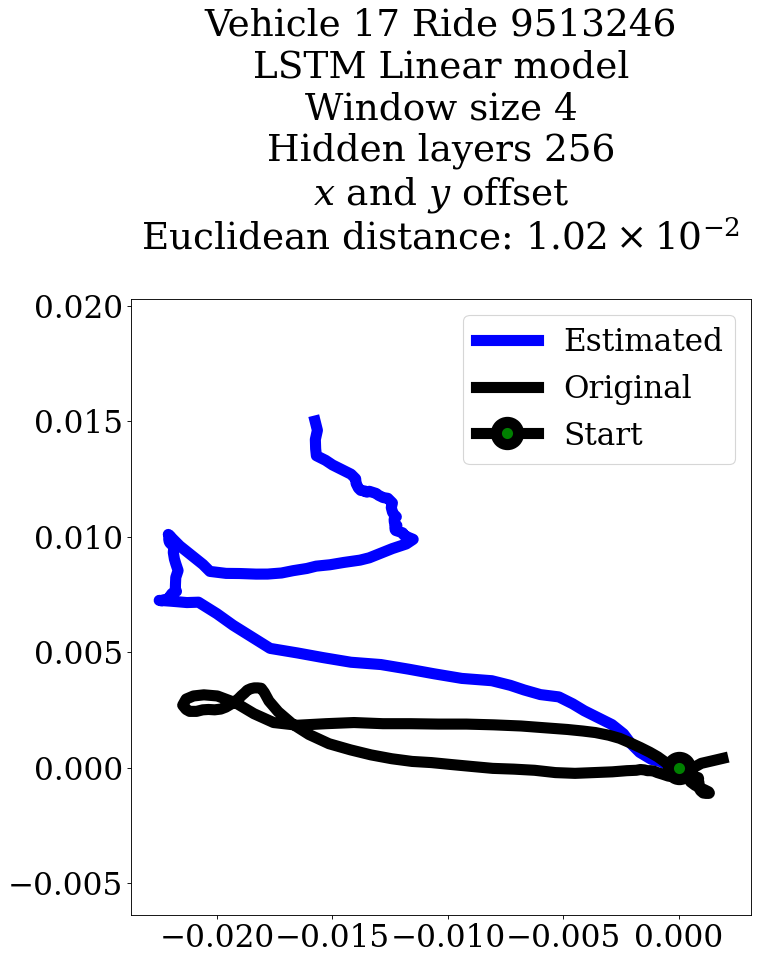 Vehicle 17 Ride 9513246
LSTM Linear model
Window size 4
Hidden layers 256
x and y offset
Euclidean distance: 1.02 × 10⁻²
0.020
0.015
0.010
0.005
0.000
−0.005
Estimated
Original
Start
−0.020 −0.015 −0.010 −0.005 0.000